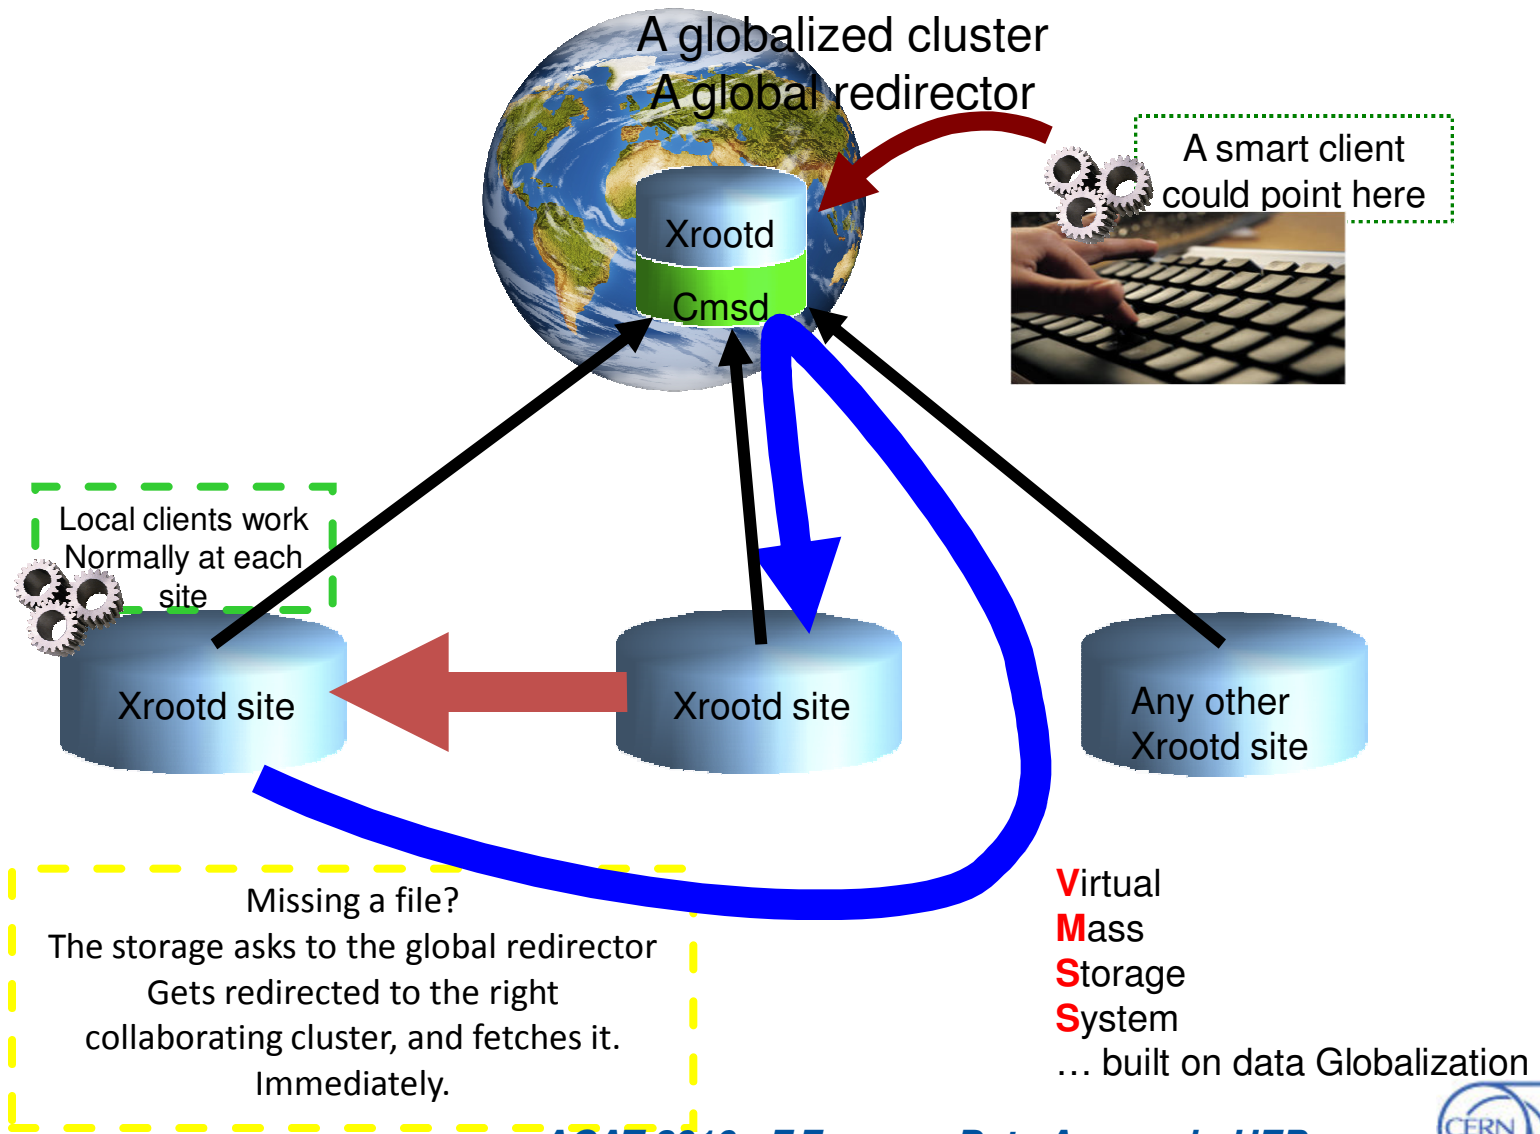 A globalized cluster
A global redirector
A smart client
could point here
Xrootd
Cmsd
Local clients work
Normally at each
site
Xrootd site
Xrootd site
Any other
Xrootd site
Missing a file?
The storage asks to the global redirector
Gets redirected to the right
collaborating cluster, and fetches it.
Immediately.
Virtual
Mass
Storage
System
… built on data Globalization
CERN